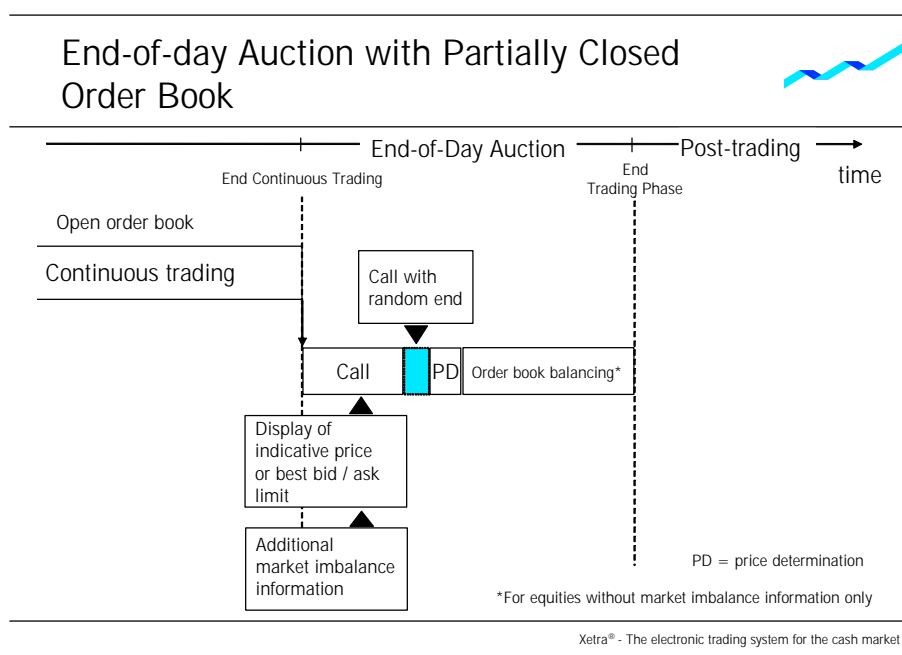 End-of-day Auction with Partially Closed
Order Book
End-of-Day Auction
Post-trading
time
End Continuous Trading
End
Trading Phase
Open order book
Continuous trading
Call with
random end
Call
PD
Order book balancing*
Display of
indicative price
or best bid / ask
limit
Additional
market imbalance
information
PD = price determination
*For equities without market imbalance information only
Xetra® - The electronic trading system for the cash market